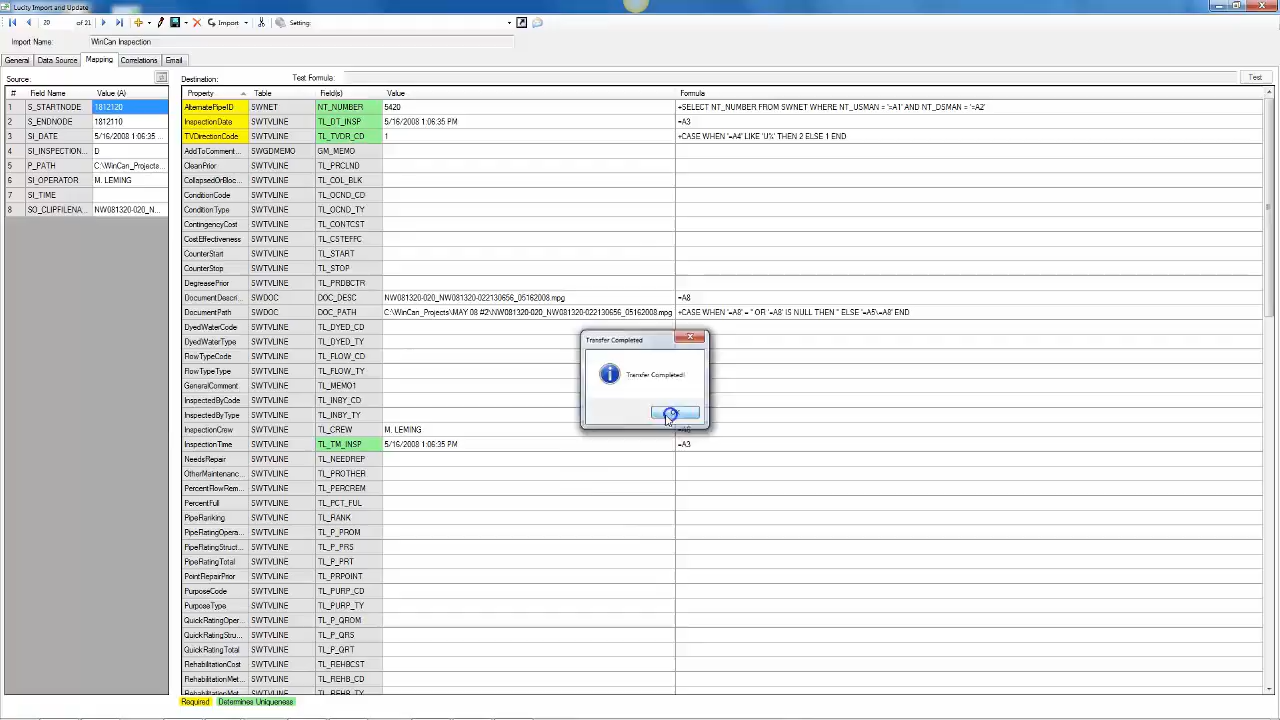 Lucity Import and Update
20 of 21 Import Setting:
Import Name: WinCan Inspection
General Data Source Mapping Correlations Email
Source: Destination: Test Formula: Test
# Field Name Value (A) Property Table Field(s) Value Formula
1 S_STARTNODE 1812120 AlternatePipeID SWNET NT_NUMBER 5420 =SELECT NT_NUMBER FROM SWNET WHERE NT_USMAN = '=A1' AND NT_DSMAN = '=A2'
2 S_ENDNODE 1812110 InspectionDate SWTVLINE TL_DT_INSP 5/16/2008 1:06:35 PM =A3
3 SI_DATE 5/16/2008 1:06:35 ... TVDirectionCode SWTVLINE TL_TVDR_CD 1 =CASE WHEN '=A4' LIKE 'U%' THEN 2 ELSE 1 END
4 SI_INSPECTION... D AddToComment... SWGDMEMO GM_MEMO
5 P_PATH C:\WinCan_Projects... CleanPrior SWTVLINE TL_PRCLND
6 SI_OPERATOR M. LEMING CollapsedOrBloc... SWTVLINE TL_COL_BLK
7 SI_TIME ConditionCode SWTVLINE TL_OCND_CD
8 SO_CLIPFILENA... NW081320-020_N... ConditionType SWTVLINE TL_OCND_TY
ContingencyCost SWTVLINE TL_CONTCST
CostEffectiveness SWTVLINE TL_CSTEFFC
CounterStart SWTVLINE TL_START
CounterStop SWTVLINE TL_STOP
DegreasePrior SWTVLINE TL_PRDBCTR
DocumentDescri... SWDOC DOC_DESC NW081320-020_NW081320-022130656_05162008.mpg =A8
DocumentPath SWDOC DOC_PATH C:\WinCan_Projects\MAY 08 #2\NW081320-020_NW081320-022130656_05162008.mpg =CASE WHEN '=A8' = '' OR '=A8' IS NULL THEN '' ELSE '=A5\=A8' END
DyedWaterCode SWTVLINE TL_DYED_CD
DyedWaterType SWTVLINE TL_DYED_TY
FlowTypeCode SWTVLINE TL_FLOW_CD
FlowTypeType SWTVLINE TL_FLOW_TY
GeneralComment SWTVLINE TL_MEMO1
InspectedByCode SWTVLINE TL_INBY_CD
InspectedByType SWTVLINE TL_INBY_TY
InspectionCrew SWTVLINE TL_CREW M. LEMING
InspectionTime SWTVLINE TL_TM_INSP 5/16/2008 1:06:35 PM =A3
NeedsRepair SWTVLINE TL_NEEDREP
OtherMaintenanc... SWTVLINE TL_PROTHER
PercentFlowRem... SWTVLINE TL_PERCREM
PercentFull SWTVLINE TL_PCT_FUL
PipeRanking SWTVLINE TL_RANK
PipeRatingOpera... SWTVLINE TL_P_PROM
PipeRatingStruct... SWTVLINE TL_P_PRS
PipeRatingTotal SWTVLINE TL_P_PRT
PointRepairPrior SWTVLINE TL_PRPOINT
PurposeCode SWTVLINE TL_PURP_CD
PurposeType SWTVLINE TL_PURP_TY
QuickRatingOper... SWTVLINE TL_P_QROM
QuickRatingStru... SWTVLINE TL_P_QRS
QuickRatingTotal SWTVLINE TL_P_QRT
RehabilitationCost SWTVLINE TL_REHBCST
RehabilitationMet... SWTVLINE TL_REHB_CD
RehabilitationMet... SWTVLINE TL_REHB_TY
Required Determines Uniqueness
Transfer Completed
Transfer Completed!